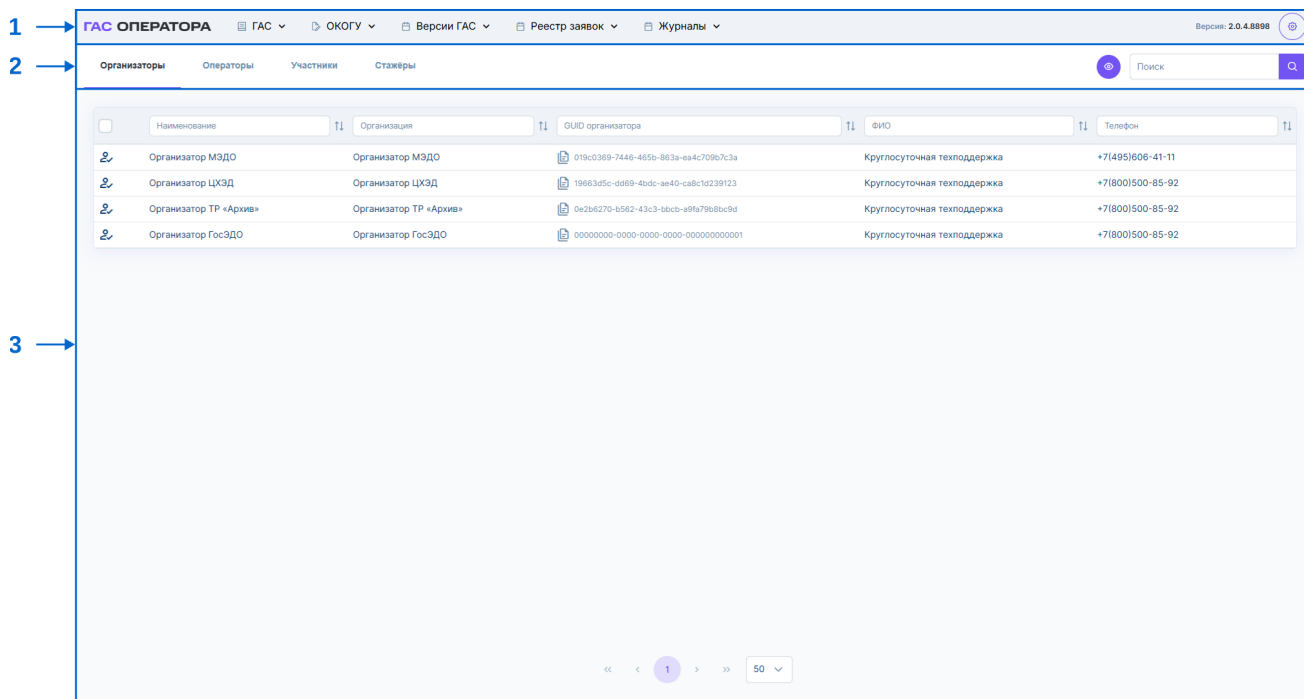 1
ГАС ОПЕРАТОРА ГАС ОКОГУ Версии ГАС Реестр заявок Журналы Версия: 2.0.4.8898
2
Организаторы Операторы Участники Стажёры Поиск
Наименование Организация GUID организатора ФИО Телефон
Организатор МЭДО Организатор МЭДО 019c0369-7446-465b-863a-ea4c709b7c3a Круглосуточная техподдержка +7(495)606-41-11
Организатор ЦХЭД Организатор ЦХЭД 19663d5c-dd69-4bdc-ae40-ca8c1d239123 Круглосуточная техподдержка +7(800)500-85-92
Организатор ТР «Архив» Организатор ТР «Архив» 0e2b6270-b562-43c3-bbcb-a9fa79b8bc9d Круглосуточная техподдержка +7(800)500-85-92
Организатор ГосЭДО Организатор ГосЭДО 00000000-0000-0000-0000-000000000001 Круглосуточная техподдержка +7(800)500-85-92
3
« ‹ 1 › » 50